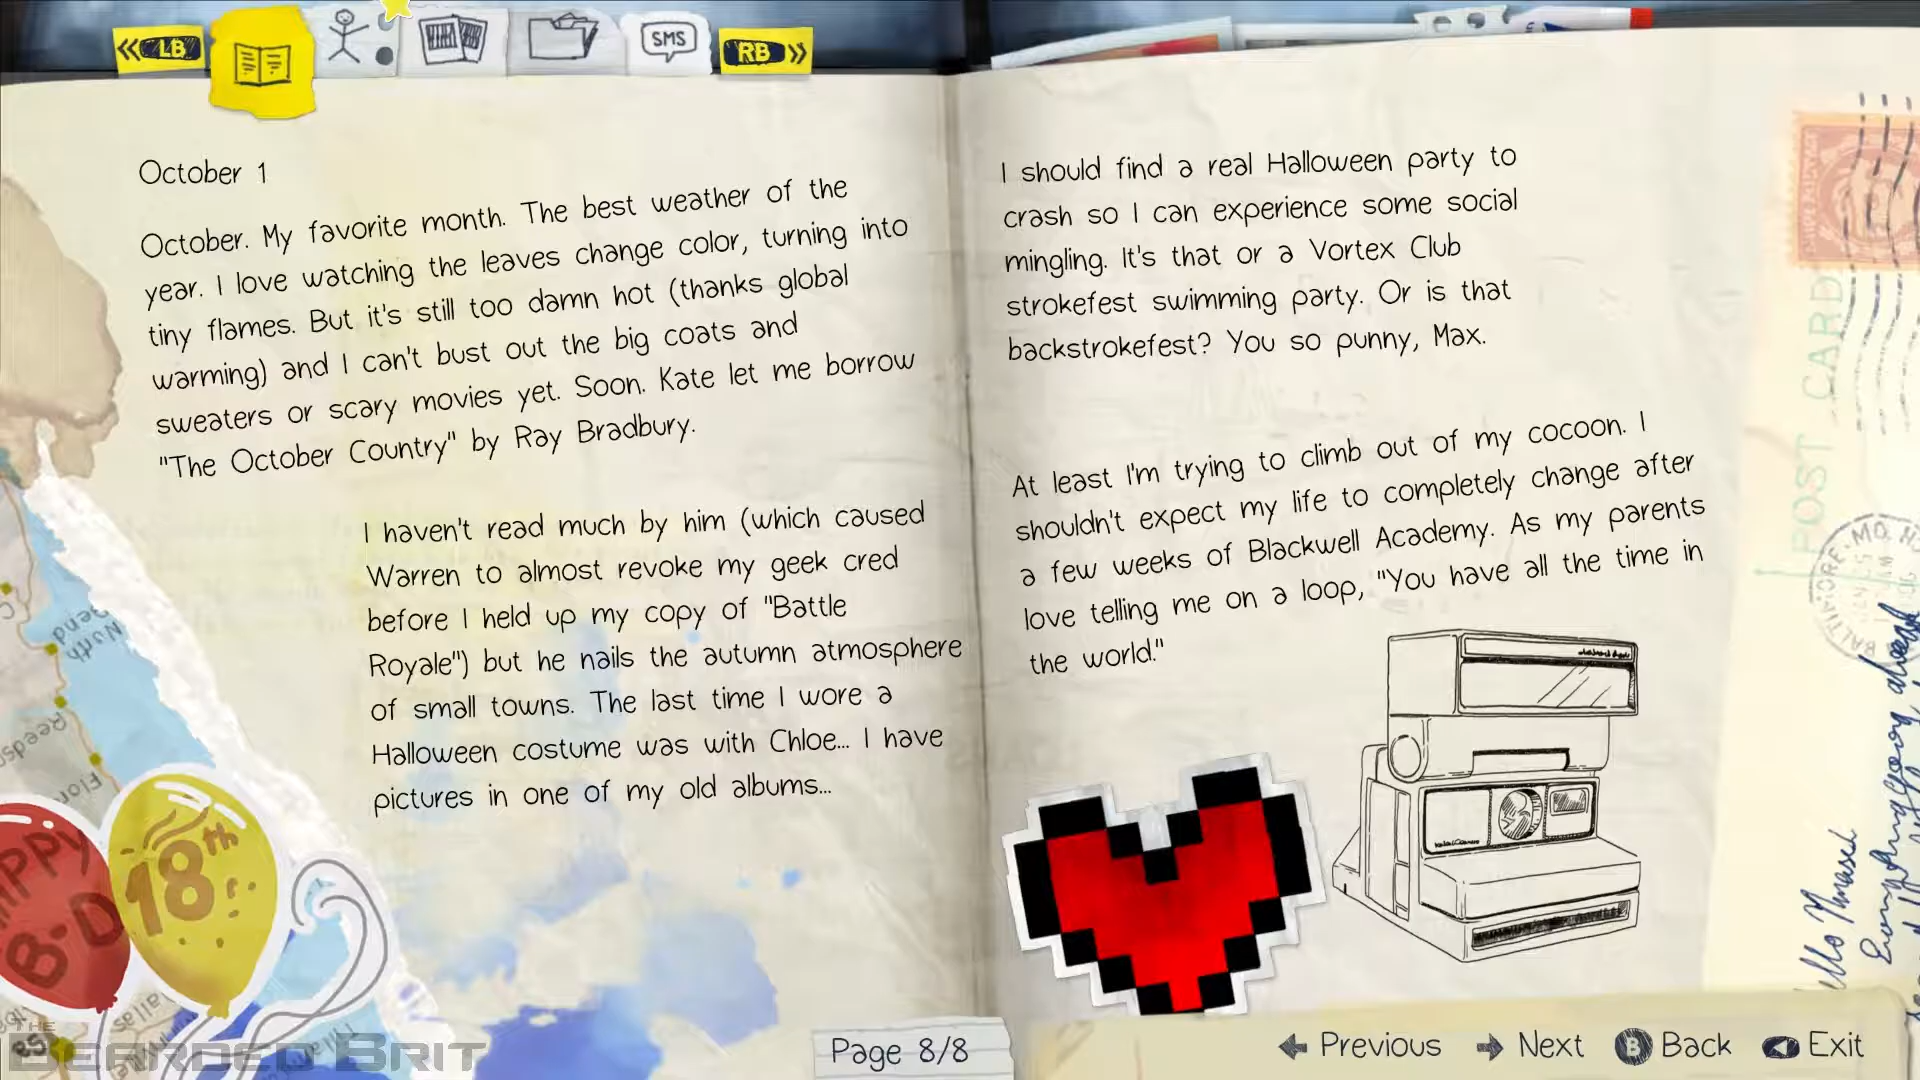 LB
SMS
RB
October 1
October. My favorite month. The best weather of the
year. I love watching the leaves change color, turning into
tiny flames. But it's still too damn hot (thanks global
warming) and I can't bust out the big coats and
sweaters or scary movies yet. Soon. Kate let me borrow
"The October Country" by Ray Bradbury.
I haven't read much by him (which caused
Warren to almost revoke my geek cred
before I held up my copy of "Battle
Royale") but he nails the autumn atmosphere
of small towns. The last time I wore a
Halloween costume was with Chloe... I have
pictures in one of my old albums...
I should find a real Halloween party to
crash so I can experience some social
mingling. It's that or a Vortex Club
strokefest swimming party. Or is that
backstrokefest? You so punny, Max.
At least I'm trying to climb out of my cocoon. I
shouldn't expect my life to completely change after
a few weeks of Blackwell Academy. As my parents
love telling me on a loop, "You have all the time in
the world."
POST CARD
North
Bend
B-D
18th
THE
BEARDED BRIT
Page 8/8
Previous
Next
B Back
Exit